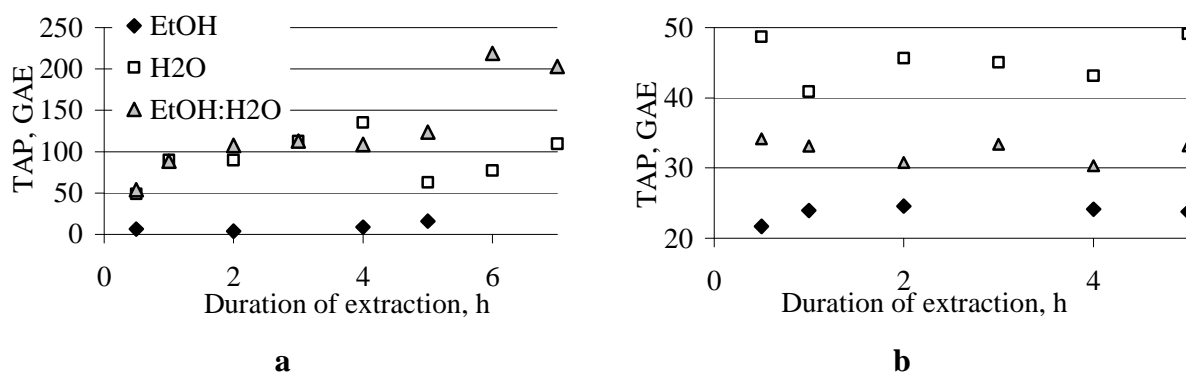 250
200
150
100
50
0
TAP, GAE
EtOH
H2O
EtOH:H2O
0 2 4 6
Duration of extraction, h
a
50
40
30
20
TAP, GAE
0 2 4
Duration of extraction, h
b